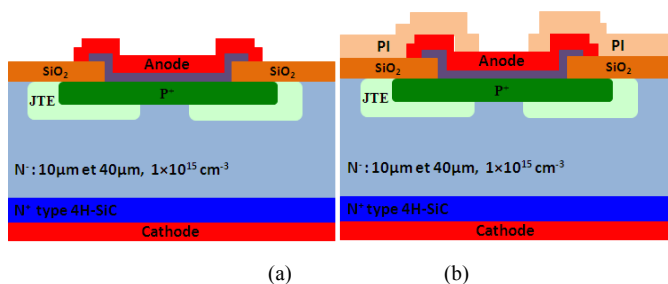 Anode
SiO2
SiO2
JTE
P+
N- : 10µm et 40µm, 1×10^15 cm^-3
N+ type 4H-SiC
Cathode
(a)
PI
PI
Anode
SiO2
SiO2
JTE
P+
N- : 10µm et 40µm, 1×10^15 cm^-3
N+ type 4H-SiC
Cathode
(b)